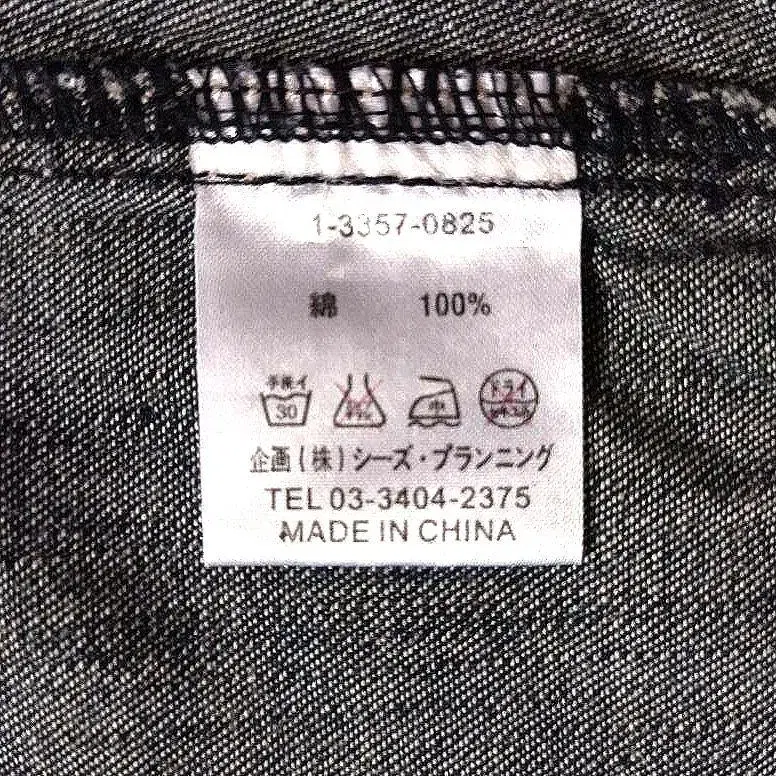 1-3357-0825
綿 100%
手洗イ
30 中 ドライ
企画(株)シーズ・プランニング
TEL 03-3404-2375
MADE IN CHINA